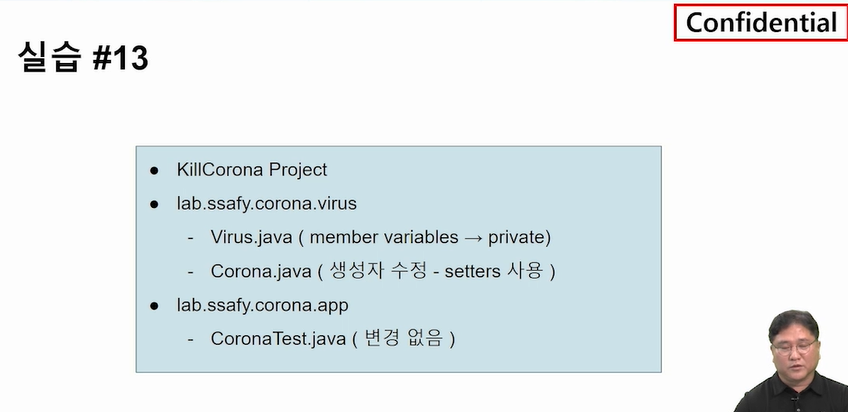 Confidential
실습 #13
● KillCorona Project
● lab.ssafy.corona.virus
- Virus.java ( member variables → private)
- Corona.java ( 생성자 수정 - setters 사용 )
● lab.ssafy.corona.app
- CoronaTest.java ( 변경 없음 )